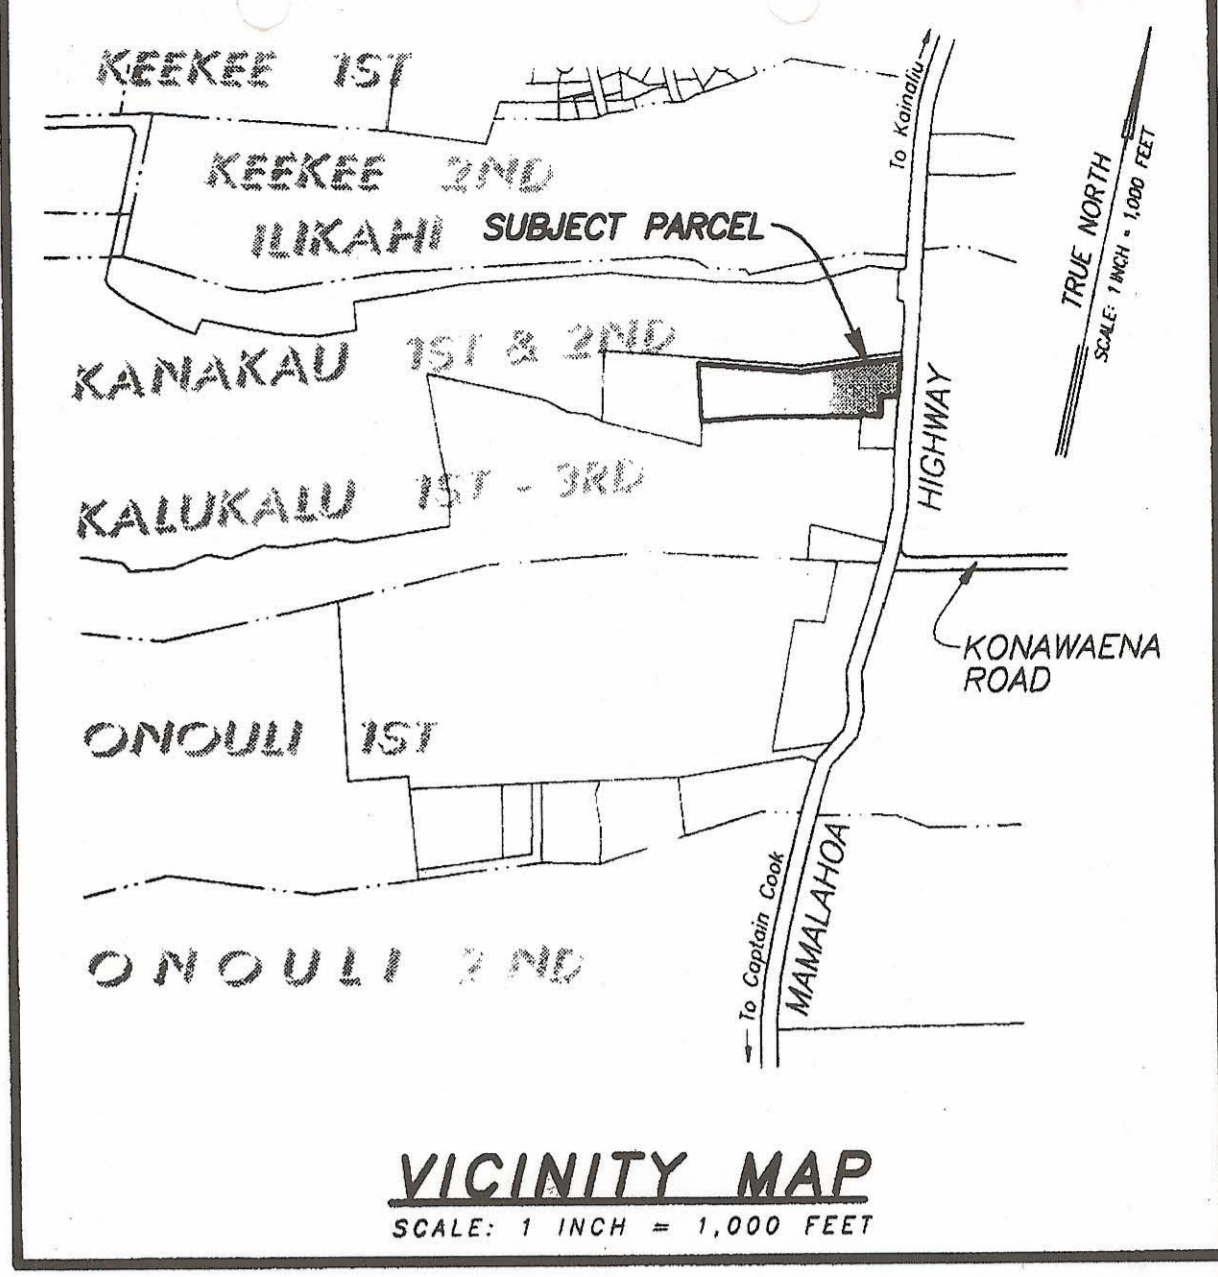 KEEKEE 1ST
KEEKEE 2ND
ILIKAHI
SUBJECT PARCEL
To Kainaliu
TRUE NORTH
SCALE: 1 INCH = 1,000 FEET
KANAKAU 1ST & 2ND
HIGHWAY
KALUKALU 1ST - 3RD
KONAWAENA
ROAD
ONOULI 1ST
To Captain Cook
MAMALAHOA
ONOULI 2ND
VICINITY MAP
SCALE: 1 INCH = 1,000 FEET